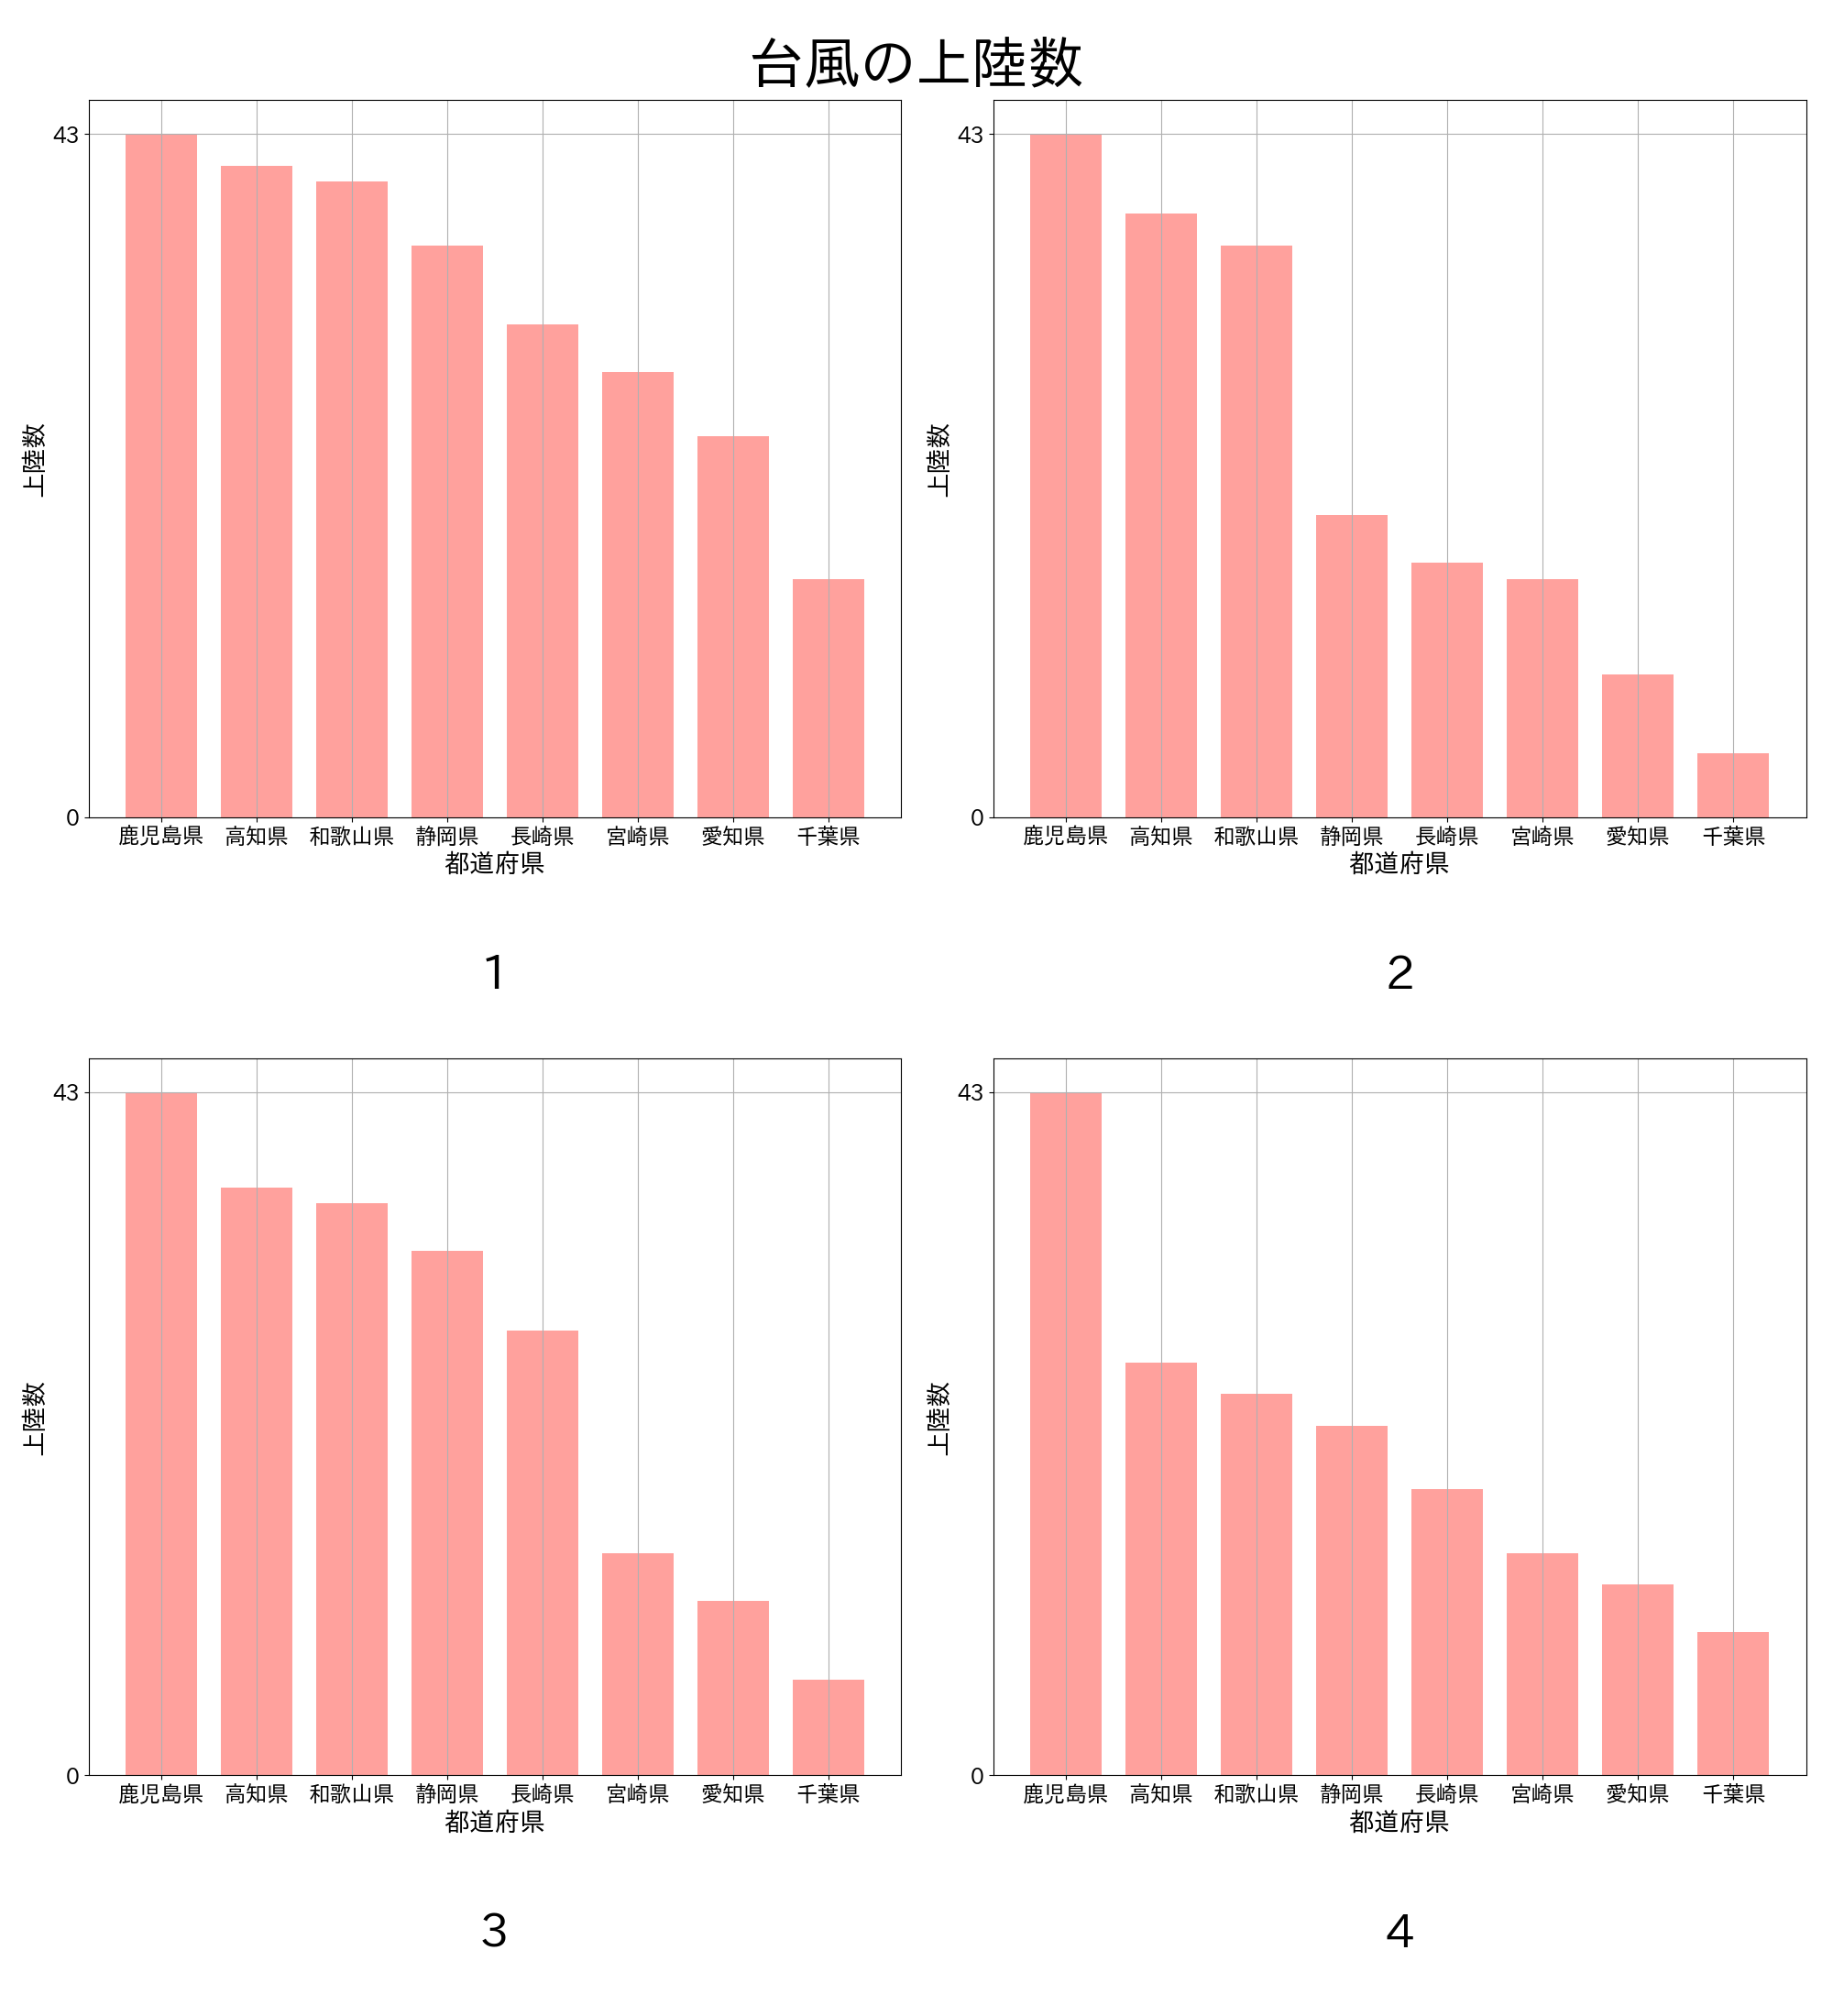 台風の上陸数
43
0
上陸数
鹿児島県 高知県 和歌山県 静岡県 長崎県 宮崎県 愛知県 千葉県
都道府県
1
43
0
上陸数
鹿児島県 高知県 和歌山県 静岡県 長崎県 宮崎県 愛知県 千葉県
都道府県
2
43
0
上陸数
鹿児島県 高知県 和歌山県 静岡県 長崎県 宮崎県 愛知県 千葉県
都道府県
3
43
0
上陸数
鹿児島県 高知県 和歌山県 静岡県 長崎県 宮崎県 愛知県 千葉県
都道府県
4